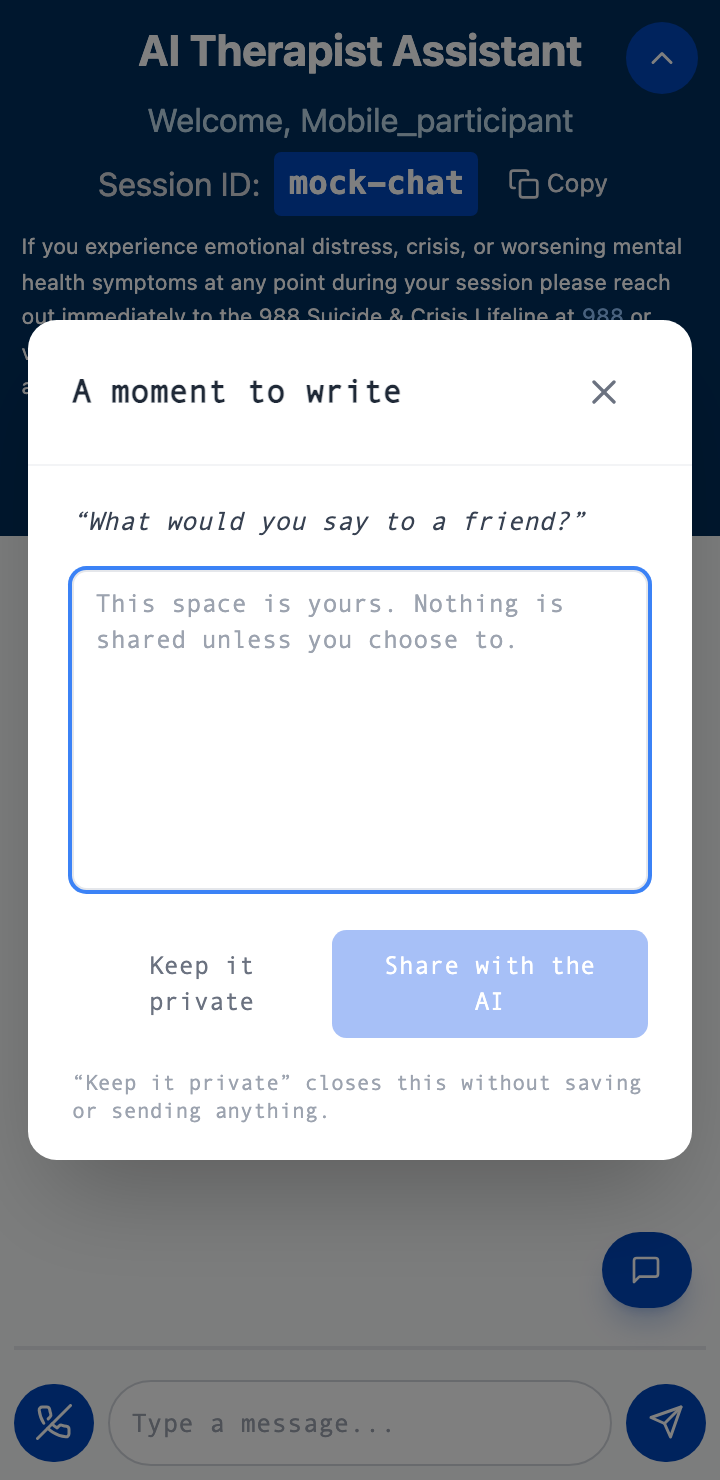 AI Therapist Assistant
Welcome, Mobile_participant
Session ID: mock-chat Copy
If you experience emotional distress, crisis, or worsening mental
health symptoms at any point during your session please reach
out immediately to the 988 Suicide & Crisis Lifeline at 988 or
A moment to write
“What would you say to a friend?”
This space is yours. Nothing is
shared unless you choose to.
Keep it
private
Share with the
AI
“Keep it private” closes this without saving
or sending anything.
Type a message...